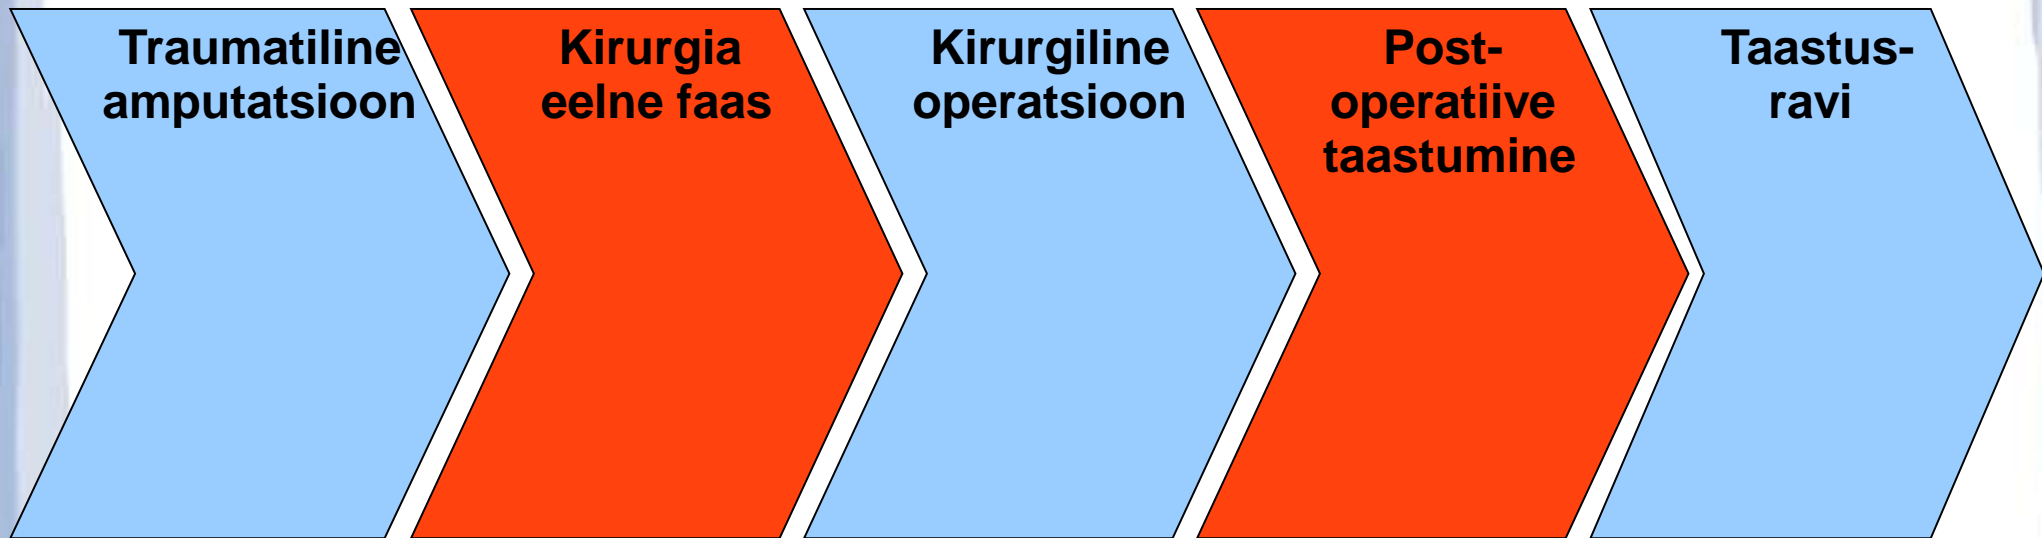 Traumatiline
amputatsioon
Kirurgia
eelne faas
Kirurgiline
operatsioon
Post-
operatiive
taastumine
Taastus-
ravi